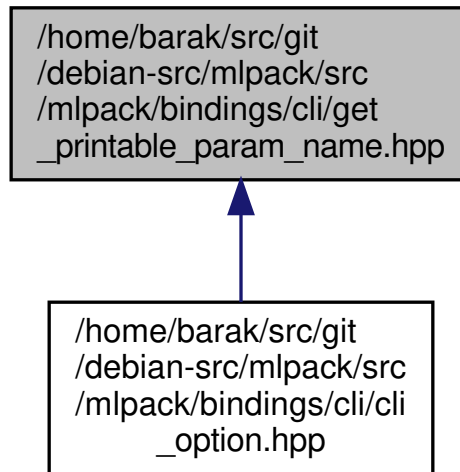 /home/barak/src/git
/debian-src/mlpack/src
/mlpack/bindings/cli/get
_printable_param_name.hpp
/home/barak/src/git
/debian-src/mlpack/src
/mlpack/bindings/cli/cli
_option.hpp